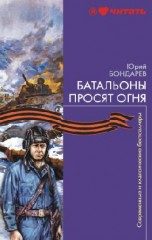 читать
Юрий
БОНДАРЕВ
БАТАЛЬОНЫ
ПРОСЯТ ОГНЯ
Современные и классические бестселлеры